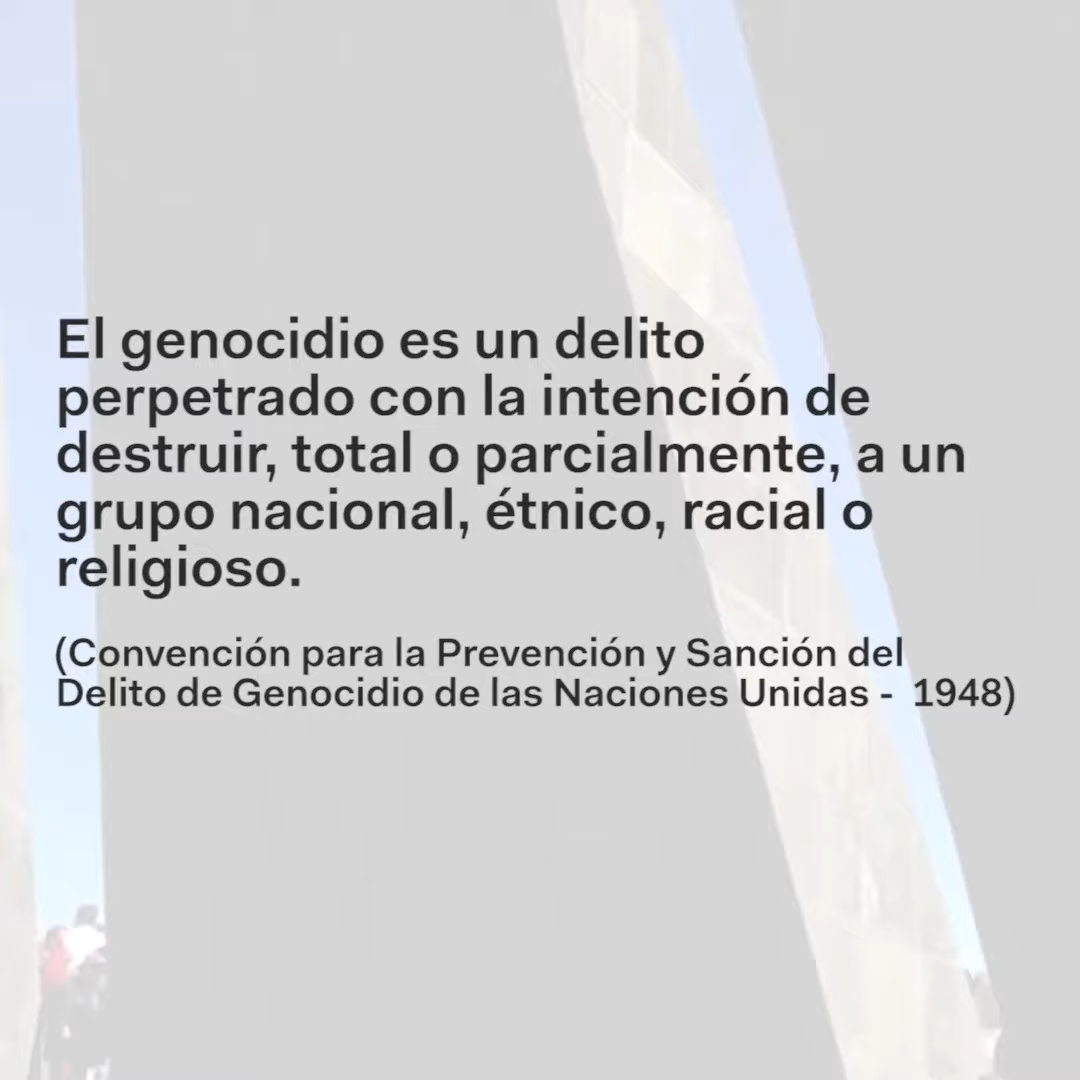 El genocidio es un delito
perpetrado con la intención de
destruir, total o parcialmente, a un
grupo nacional, étnico, racial o
religioso.
(Convención para la Prevención y Sanción del
Delito de Genocidio de las Naciones Unidas - 1948)